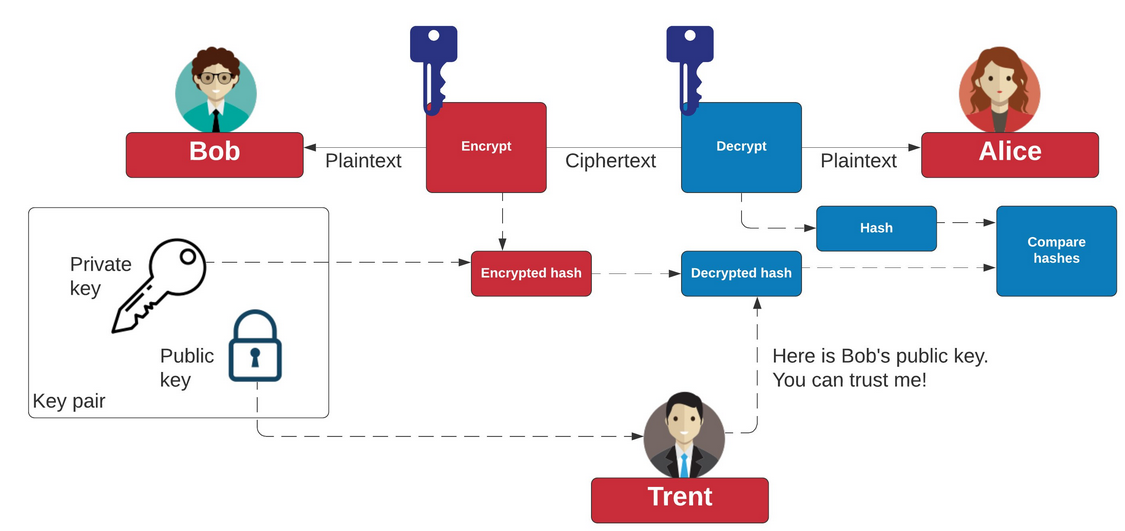 Bob
Plaintext
Encrypt
Ciphertext
Decrypt
Plaintext
Alice
Hash
Compare
hashes
Private
key
Encrypted hash
Decrypted hash
Public
key
Key pair
Here is Bob's public key.
You can trust me!
Trent